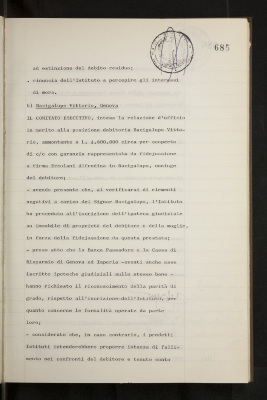 685
ad estinzione del debito residuo;
- rinuncia dell'Istituto a percepire gli interessi
di mora.
b) Navigalupo Vittorio, Genova
IL COMITATO ESECUTIVO, intesa la relazione d'ufficio
in merito alla posizione debitoria Navigalupo Vitto-
rio, ammontante a L. 4.600.000 circa per scoperto
di c/c con garanzia rappresentata da fidejussione
a firma Alfredina in Navigalupo, coniuge
del debitore;
- avendo presente che, al verificarsi di elementi
negativi a carico del Signor Navigalupo, l'Istituto
ha proceduto all'iscrizione dell'ipoteca giudiziale
su immobile di proprietà del debitore e della moglie,
in forza della fidejussione da questa prestata;
- preso atto che la Banca Passadore e la Cassa di
Risparmio di Genova ed Imperia -aventi anche esse
iscritto ipoteche giudiziali sullo stesso bene -
hanno richiesto il riconoscimento della parità di
grado, rispetto all'iscrizione dell'Istituto, per
quanto concerne le formalità operate da parte
loro;
- considerato che, in caso contrario, i predetti
Istituti intenderebbero proporre istanza di falli-
mento nei confronti del debitore e tenuto conto